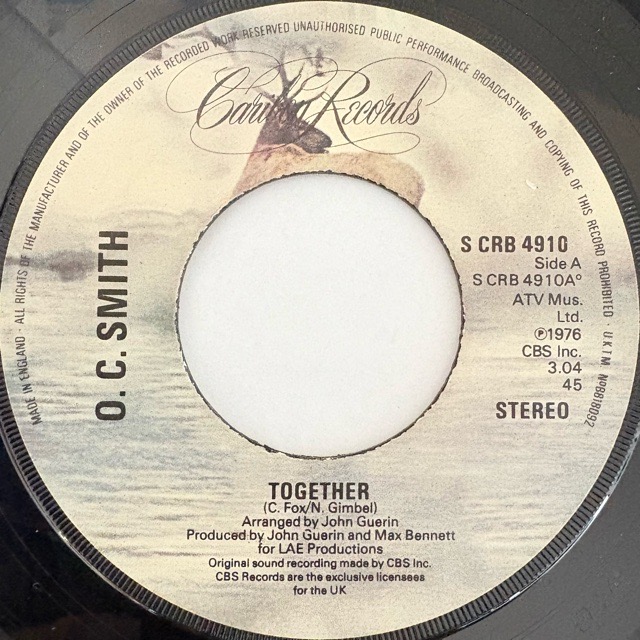 MADE IN ENGLAND · ALL RIGHTS OF THE MANUFACTURER AND OF THE OWNER OF THE RECORDED WORK RESERVED UNAUTHORISED PUBLIC PERFORMANCE BROADCASTING AND COPYING OF THIS RECORD PROHIBITED · U.K.T.M. Nº8818092
Caribou Records
O. C. SMITH
S CRB 4910
Side A
S CRB 4910Aº
ATV Mus.
Ltd.
℗1976
CBS Inc.
3.04
45
STEREO
TOGETHER
(C. Fox/N. Gimbel)
Arranged by John Guerin
Produced by John Guerin and Max Bennett
for LAE Productions
Original sound recording made by CBS Inc.
CBS Records are the exclusive licensees
for the UK